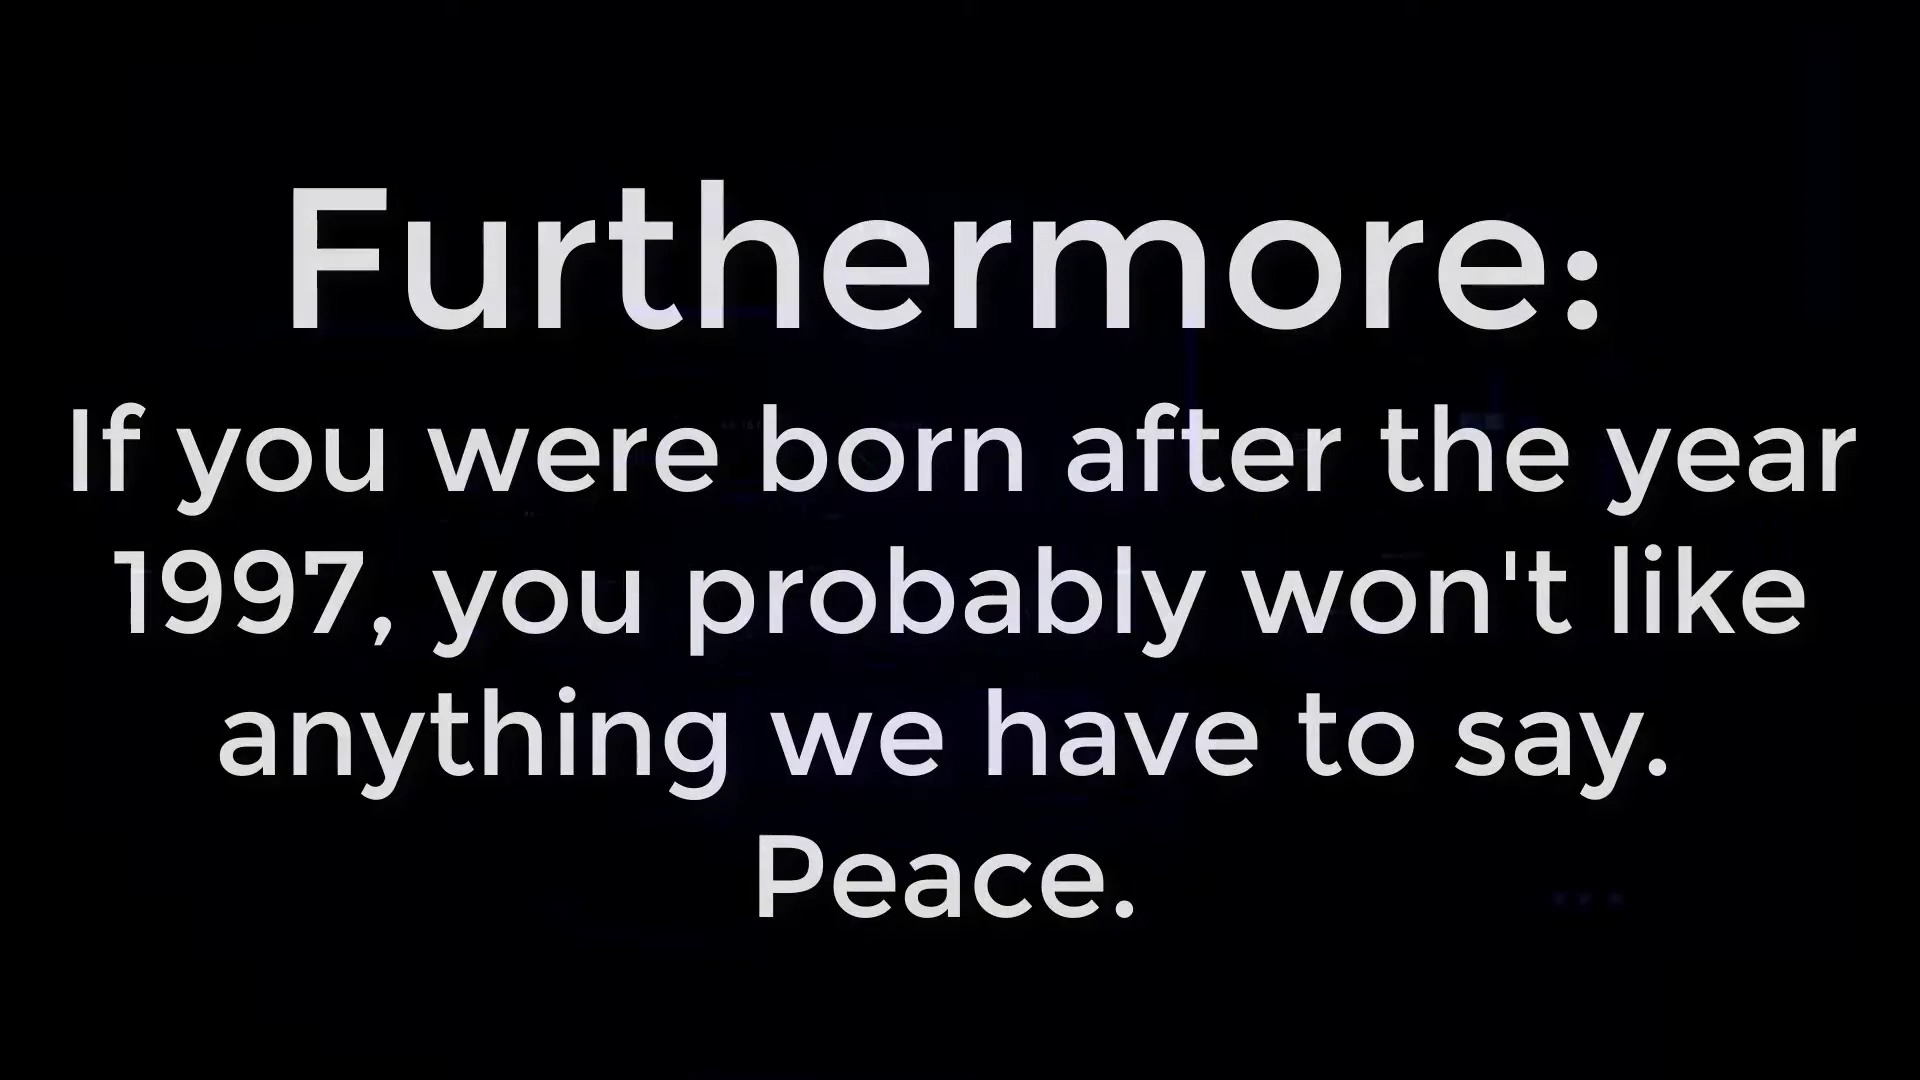 Furthermore:
If you were born after the year
1997, you probably won't like
anything we have to say.
Peace.